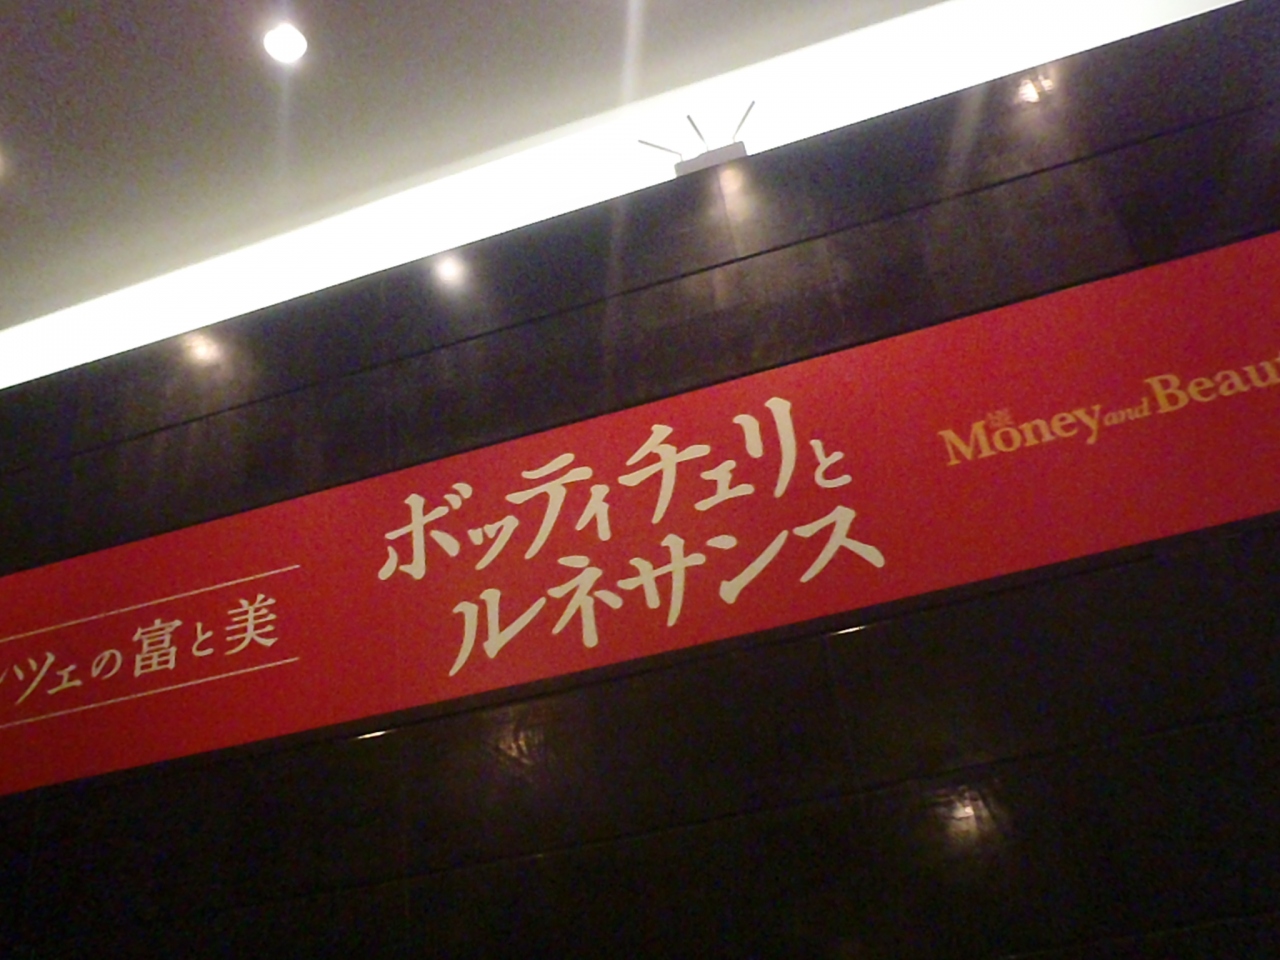 ンツェの富と美
ボッティチェリと
ルネサンス
Money and Beau